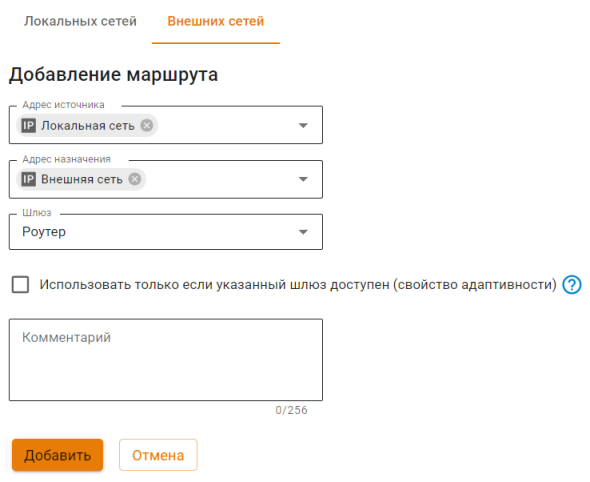 Локальных сетей
Внешних сетей
Добавление маршрута
Адрес источника
IP Локальная сеть
Адрес назначения
IP Внешняя сеть
Шлюз
Роутер
Использовать только если указанный шлюз доступен (свойство адаптивности) ?
Комментарий
0/256
Добавить
Отмена